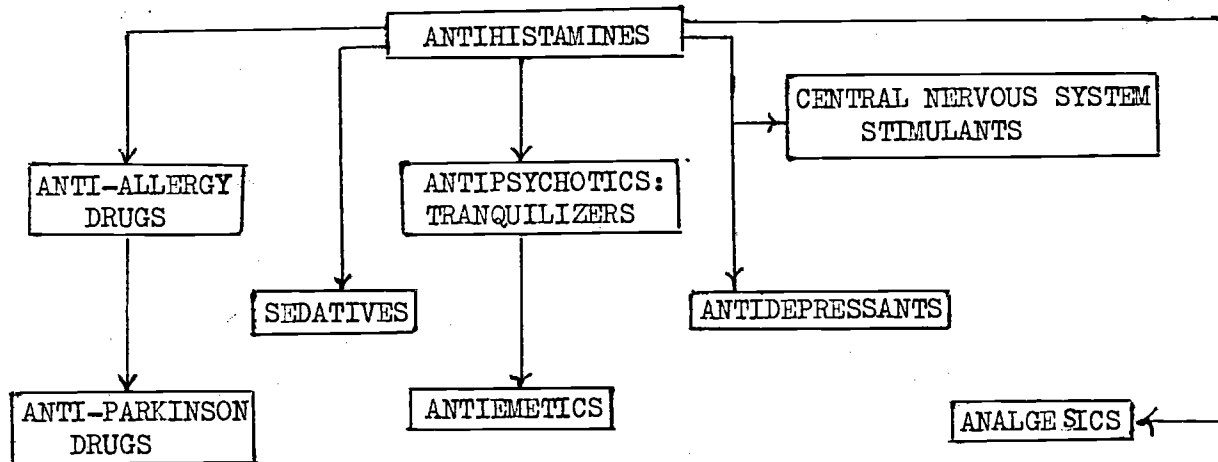 ANTIHISTAMINES
CENTRAL NERVOUS SYSTEM
STIMULANTS
ANTI-ALLERGY
DRUGS
ANTIPSYCHOTICS:
TRANQUILIZERS
SEDATIVES
ANTIDEPRESSANTS
ANTI-PARKINSON
DRUGS
ANTIEMETICS
ANALGESICS